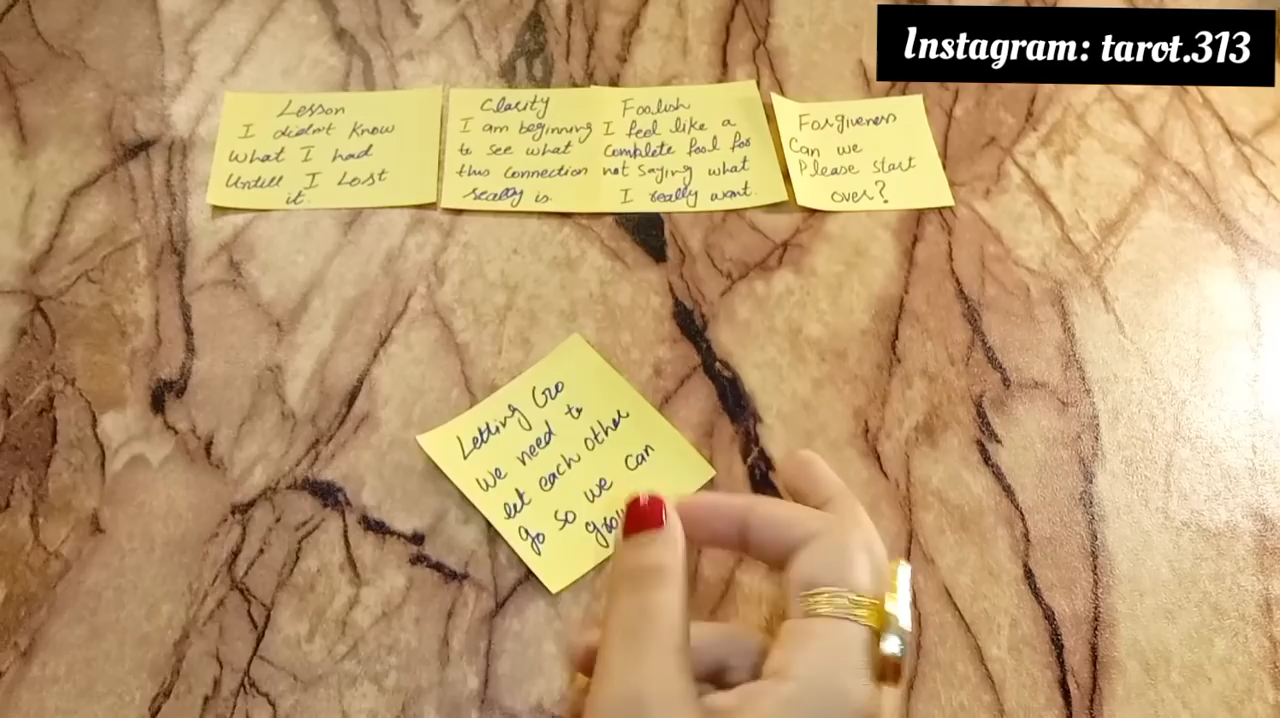 Instagram: tarot.313
Lesson
I didn't know
what I had
Untill I Lost
it.
Clarity
I am beginning
to see what
this connection
really is.
Foolish
I feel like a
Complete fool for
not saying what
I really want.
Forgiveness
Can we
Please start
over?
Letting Go
We need to
let each other
go so we can